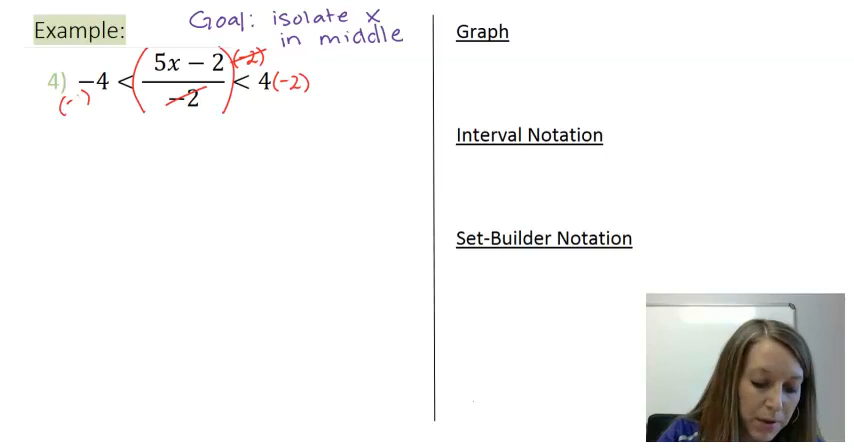 Example:
Goal: isolate x
in middle
4) −4 < (5x − 2 / −2) (−2) < 4(−2)
Graph
Interval Notation
Set-Builder Notation